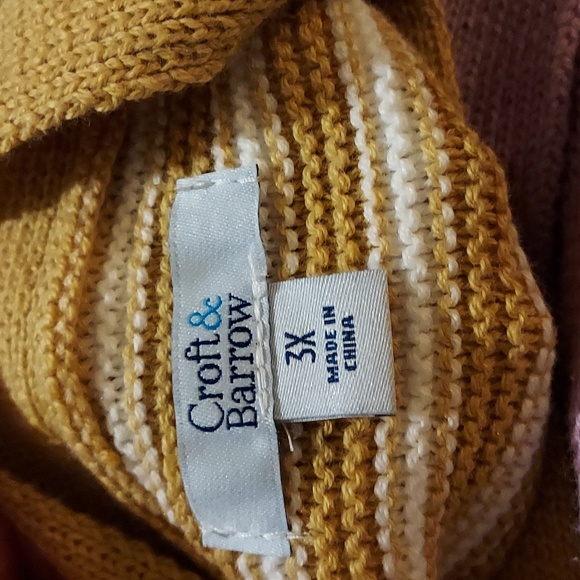 Croft &
Barrow
3X
MADE IN
CHINA